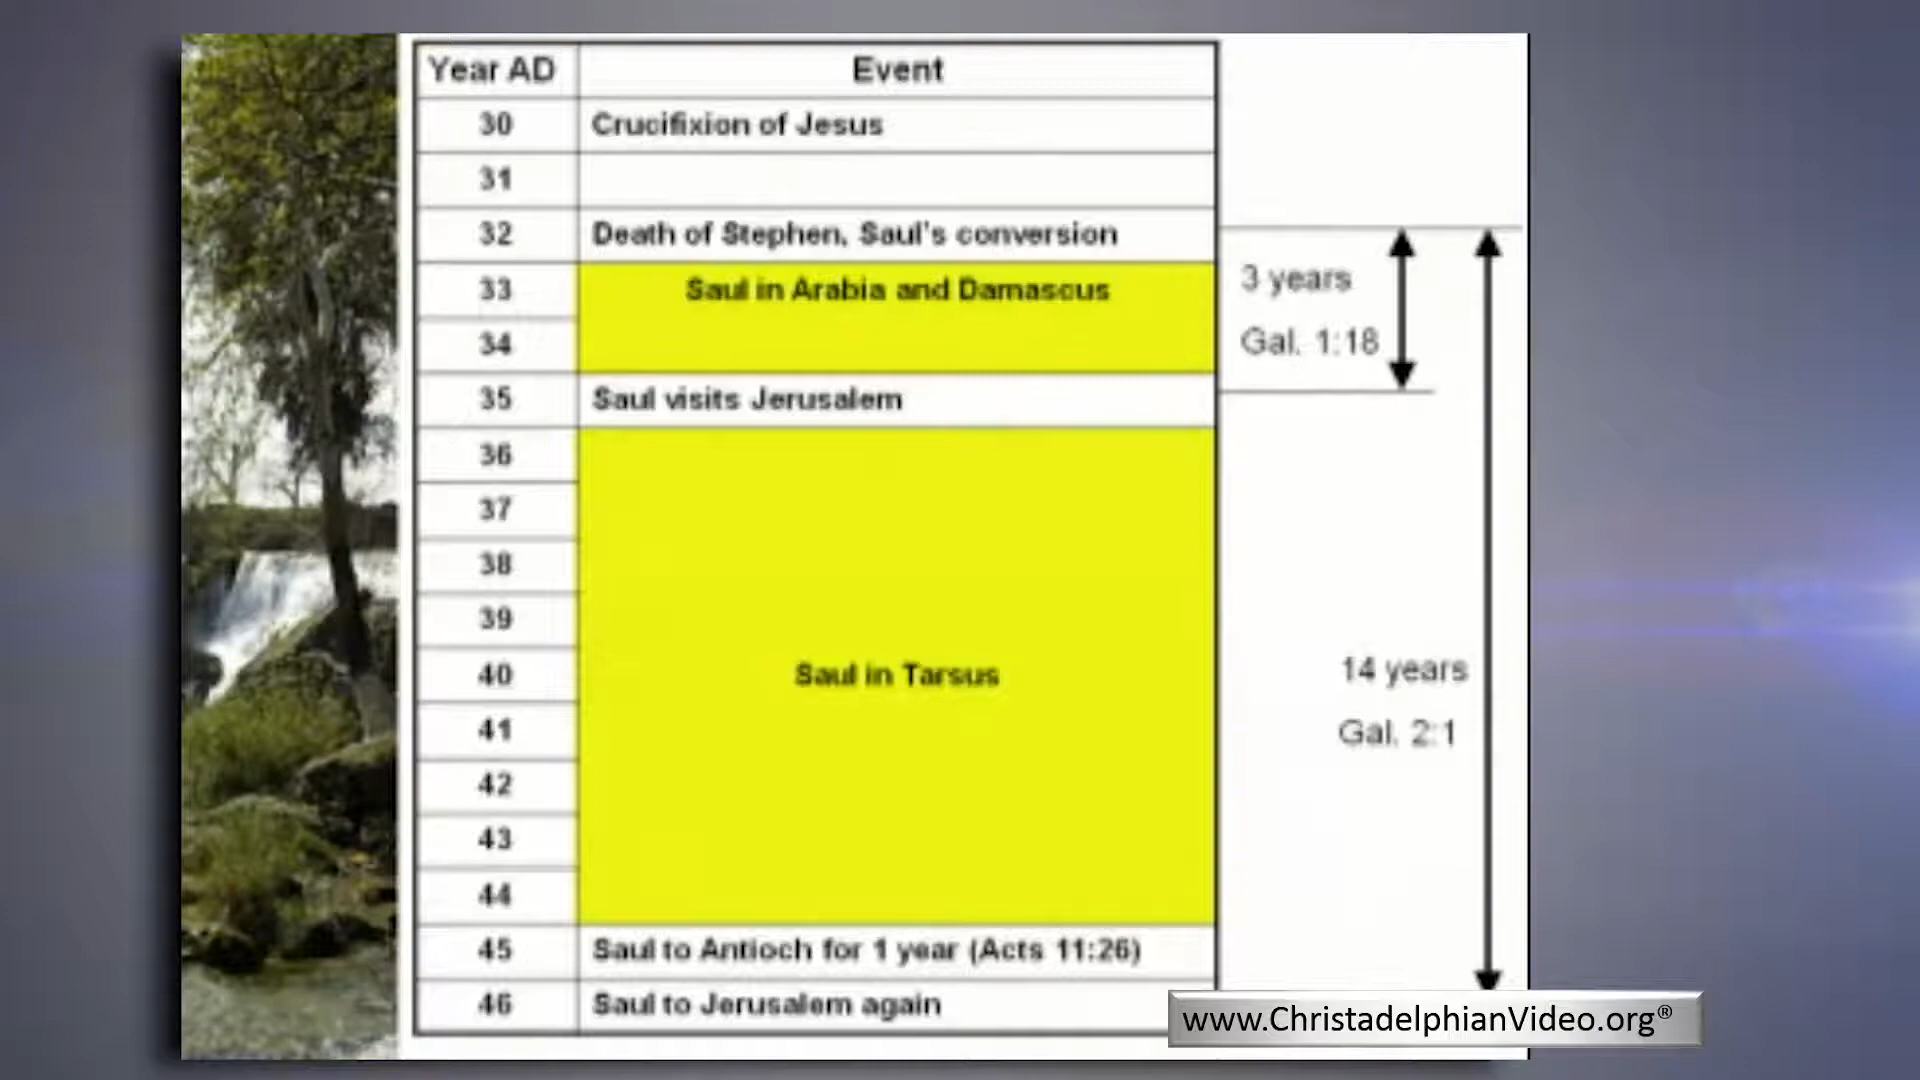 Year AD Event
30 Crucifixion of Jesus
31
32 Death of Stephen, Saul's conversion
33 Saul in Arabia and Damascus
34
35 Saul visits Jerusalem
36
37
38
39
40 Saul in Tarsus
41
42
43
44
45 Saul to Antioch for 1 year (Acts 11:26)
46 Saul to Jerusalem again
3 years
Gal. 1:18
14 years
Gal. 2:1
www.ChristadelphianVideo.org®